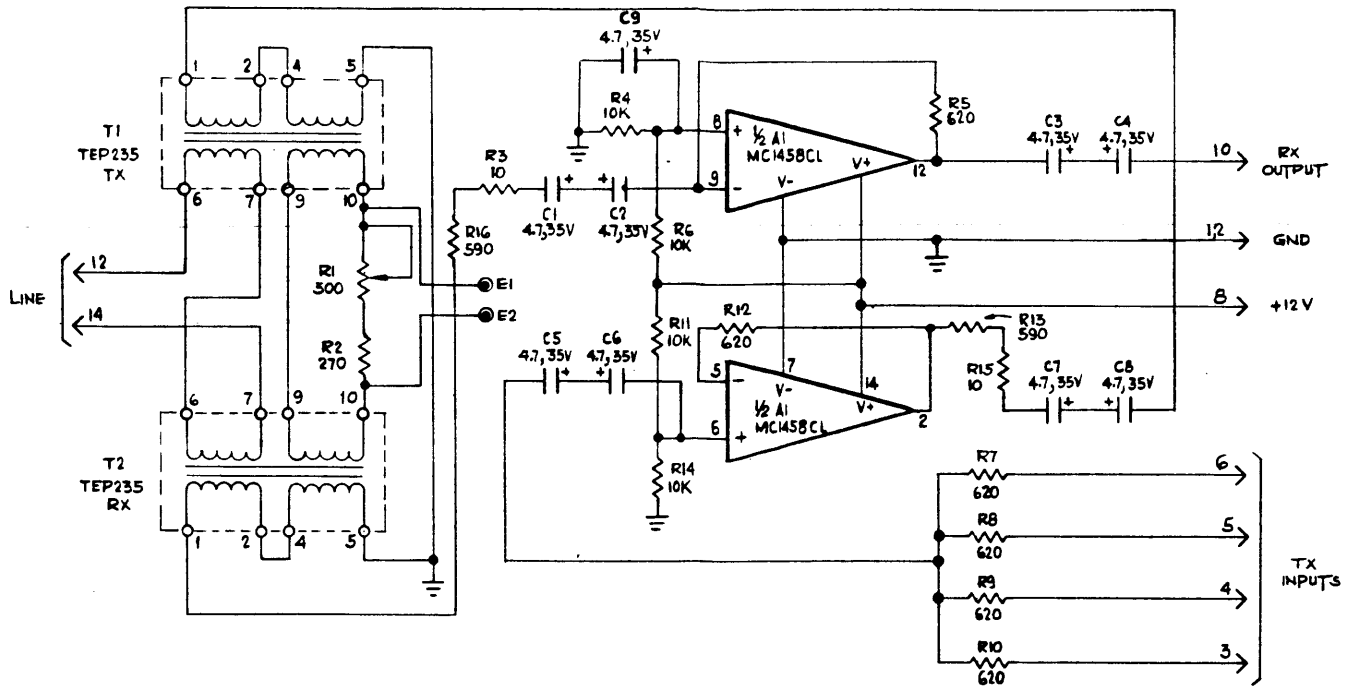 C9
4.7, 35V
+
1
2
4
5
T1
TEP235
TX
6
7
9
10
R4
10K
8
+
½ A1
MC1458CL
V+
V-
9
-
12
R5
620
C3
4.7,35V
+
C4
4.7,35V
+
10
RX
OUTPUT
R3
10
C1
4.7,35V
+
C2
4.7,35V
+
R16
590
R6
10K
1,2
GND
LINE
12
14
R1
500
E1
E2
8
+12V
R2
270
R11
10K
R12
620
R13
590
R15
10
C5
4.7, 35V
+
C6
4.7, 35V
+
5
-
7
V-
14
V+
½ A1
MC1458CL
6
+
2
C7
4.7, 35V
+
C8
4.7, 35V
+
6
7
9
10
T2
TEP235
RX
1
2
4
5
R14
10K
R7
620
6
R8
620
5
R9
620
4
R10
620
3
TX
INPUTS